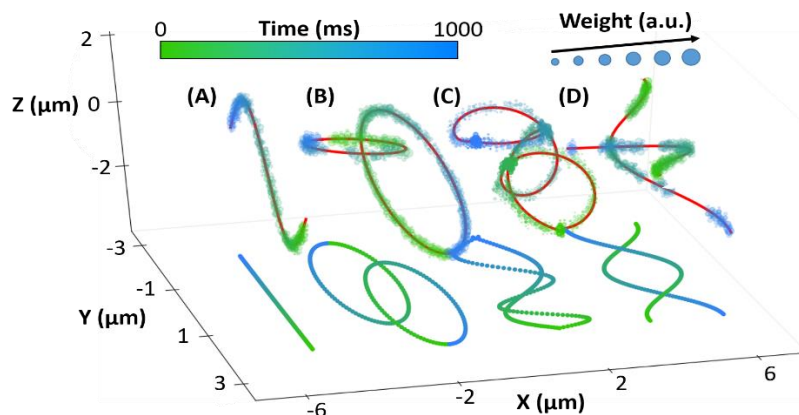 Time (ms)
0
1000
Weight (a.u.)
2
Z (μm)
0
-2
(A)
(B)
(C)
(D)
-3
Y (μm)
-1
1
3
-6
-2
X (μm)
2
6